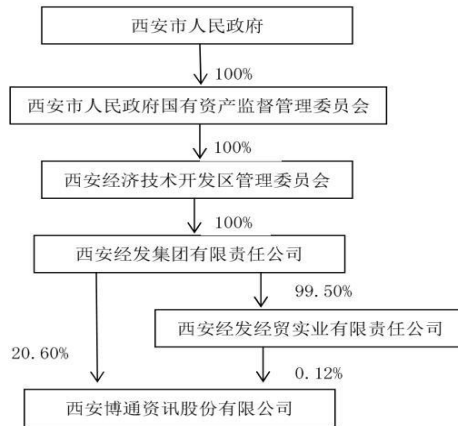 西安市人民政府
100%
西安市人民政府国有资产监督管理委员会
100%
西安经济技术开发区管理委员会
100%
西安经发集团有限责任公司
99.50%
西安经发经贸实业有限责任公司
20.60%
0.12%
西安博通资讯股份有限公司